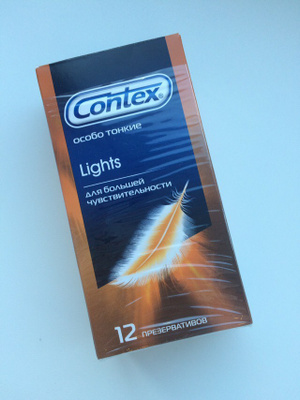 Contex
особо тонкие
Lights
для большей
чувствительности
12 ПРЕЗЕРВАТИВОВ